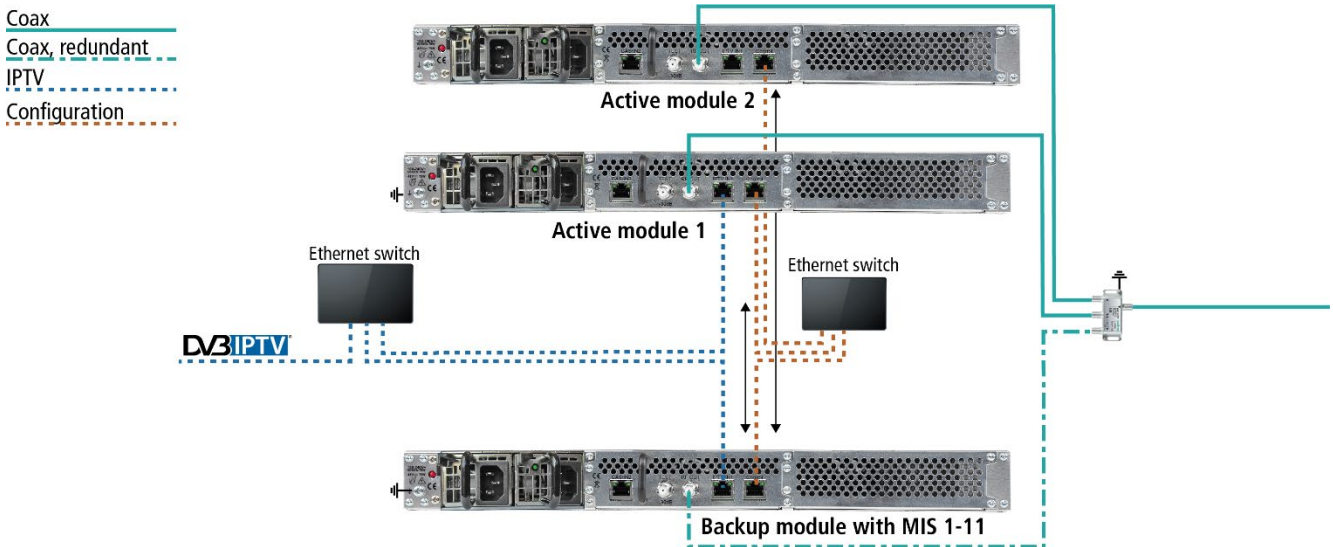 Coax
Coax, redundant
IPTV
Configuration
Active module 2
Active module 1
Ethernet switch
Ethernet switch
DVB IPTV
Backup module with MIS 1-11